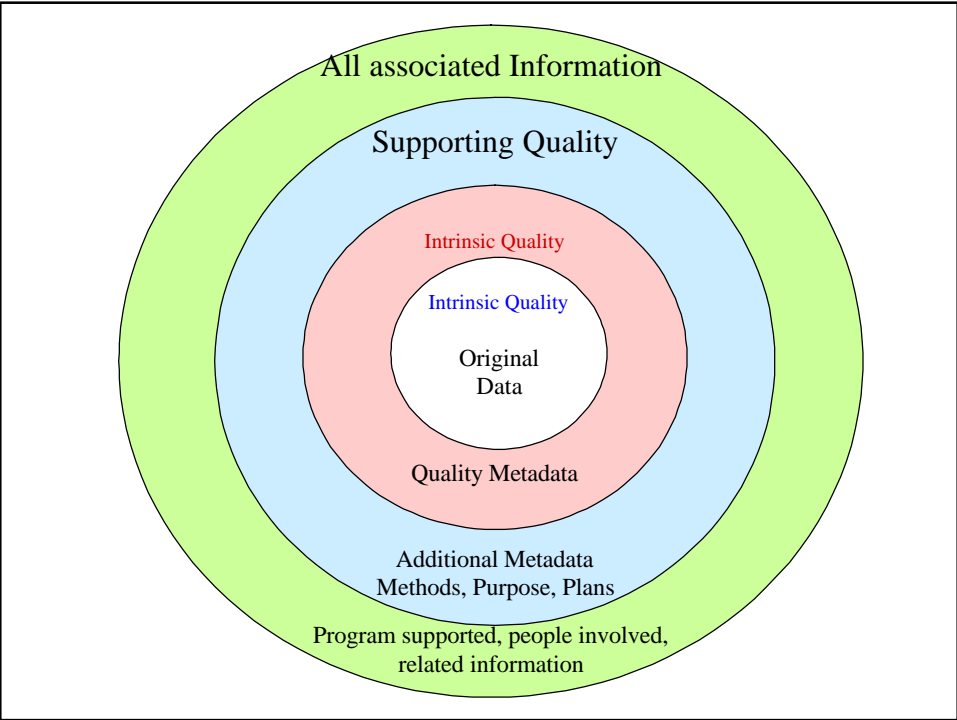 All associated Information
Supporting Quality
Intrinsic Quality
Intrinsic Quality
Original
Data
Quality Metadata
Additional Metadata
Methods, Purpose, Plans
Program supported, people involved,
related information